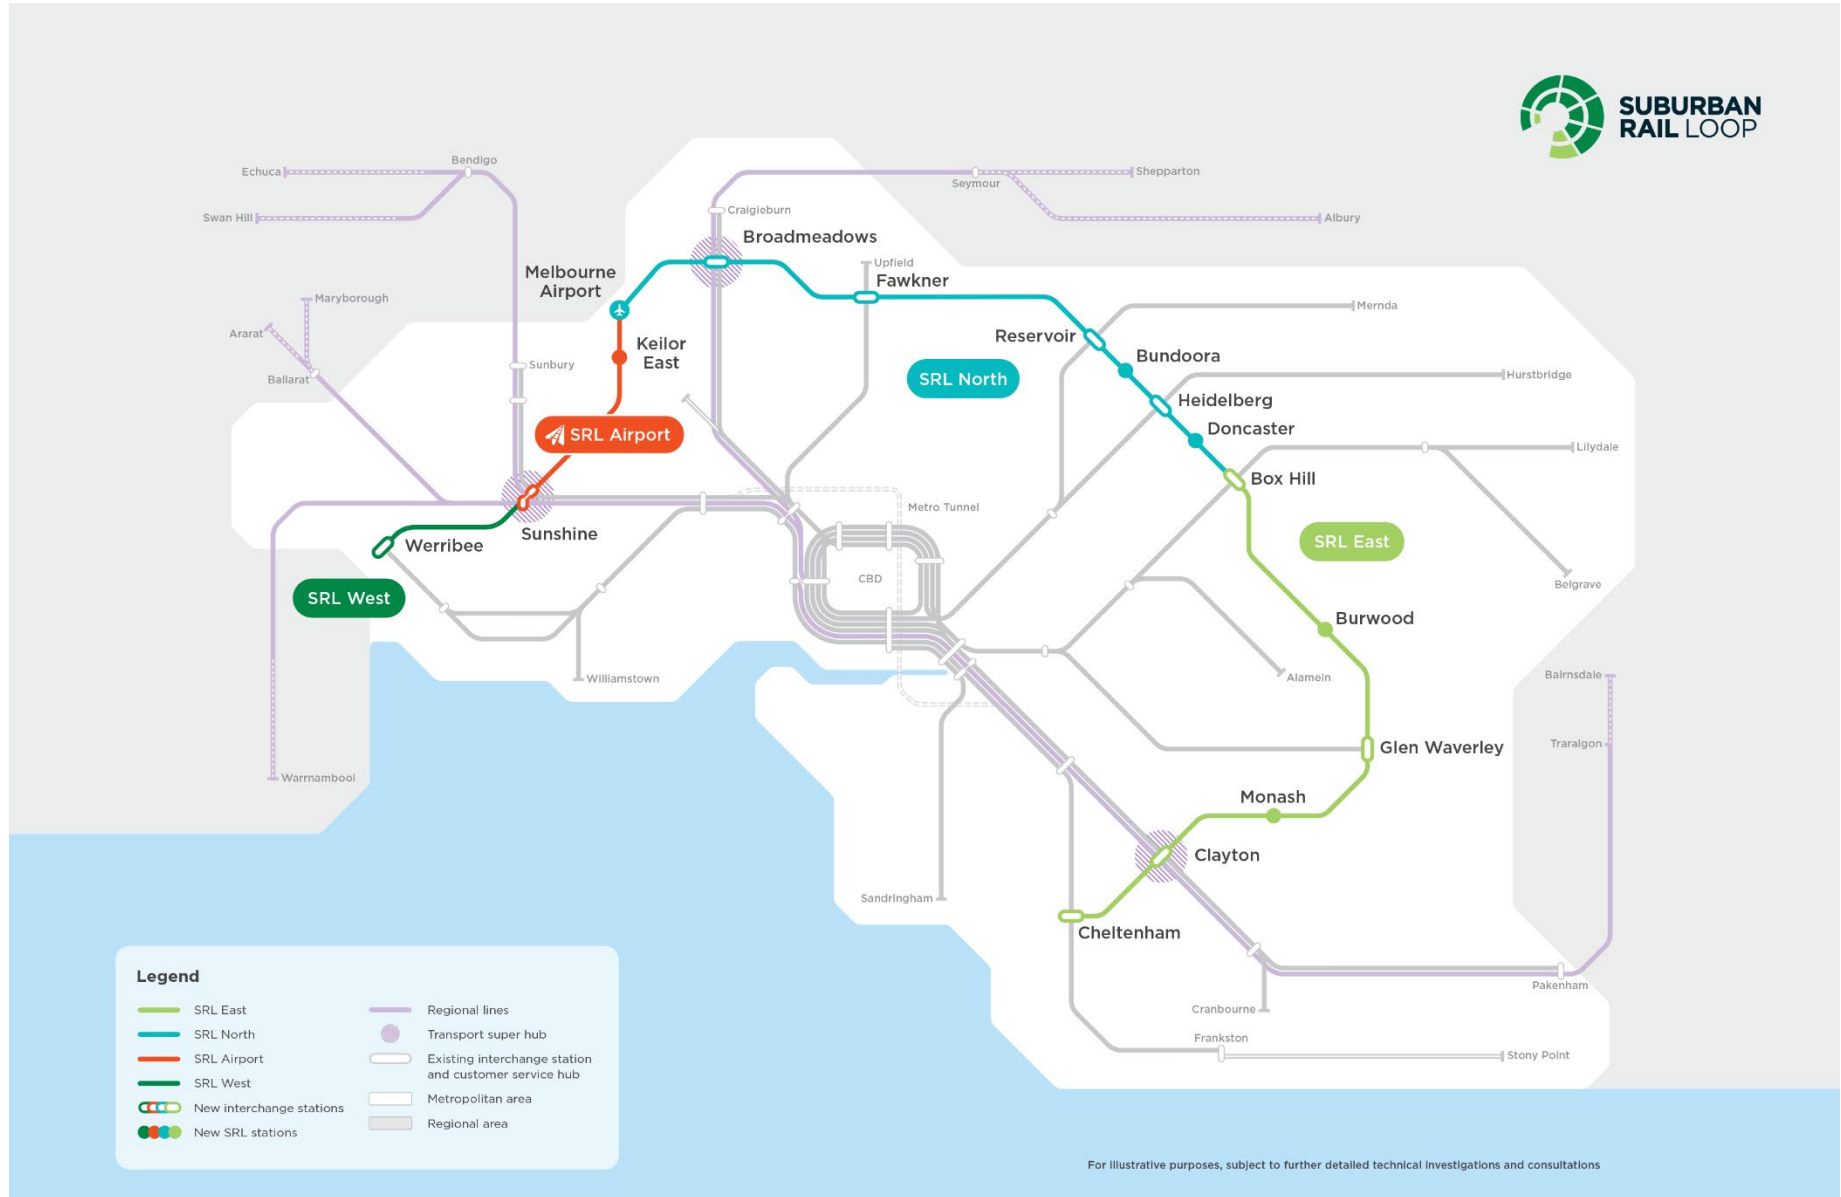 SUBURBAN
RAIL LOOP
Echuca
Bendigo
Swan Hill
Seymour
Shepparton
Albury
Craigieburn
Broadmeadows
Melbourne
Airport
Upfield
Fawkner
Maryborough
Ararat
Ballarat
Keilor
East
Sunbury
Reservoir
Mernda
Bundoora
SRL North
Hurstbridge
Heidelberg
Doncaster
SRL Airport
Lilydale
Box Hill
Metro Tunnel
Sunshine
Werribee
SRL East
CBD
Belgrave
SRL West
Burwood
Williamstown
Alamein
Bairnsdale
Glen Waverley
Traralgon
Warrnambool
Monash
Clayton
Sandringham
Cheltenham
Pakenham
Cranbourne
Frankston
Stony Point
Legend
SRL East
SRL North
SRL Airport
SRL West
New interchange stations
New SRL stations
Regional lines
Transport super hub
Existing interchange station
and customer service hub
Metropolitan area
Regional area
For illustrative purposes, subject to further detailed technical investigations and consultations